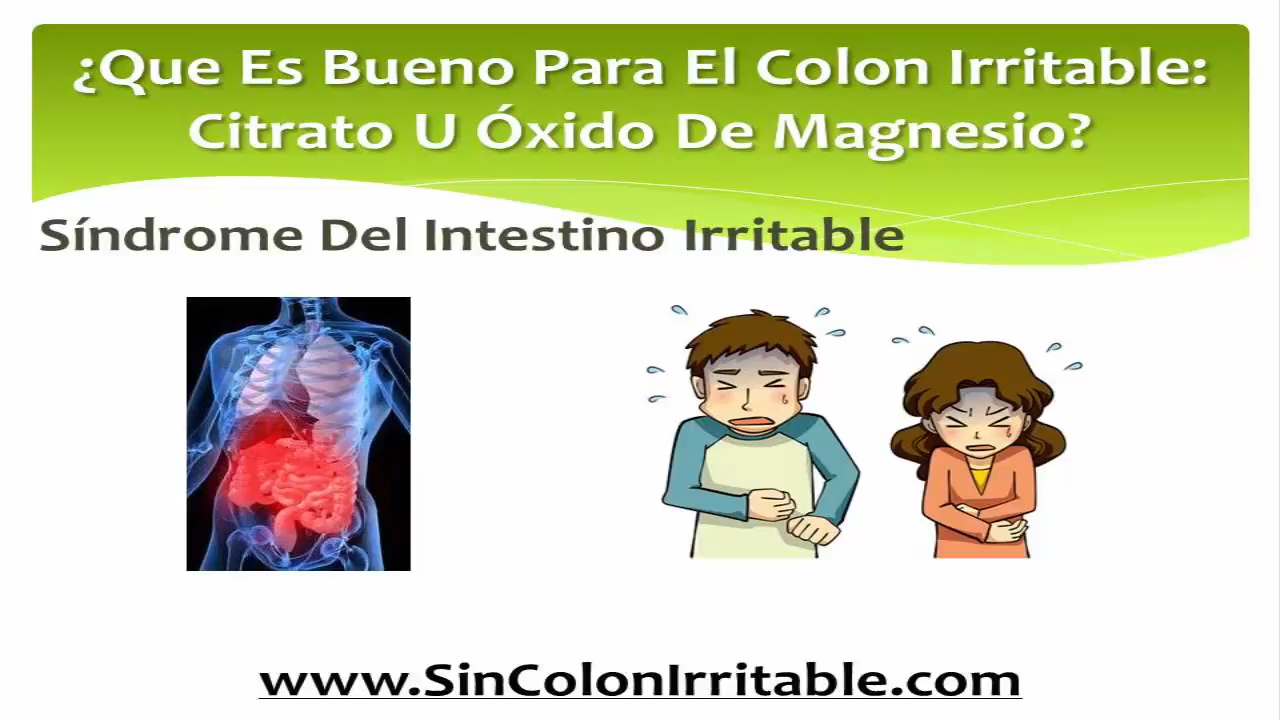 ¿Que Es Bueno Para El Colon Irritable:
Citrato U Óxido De Magnesio?
Síndrome Del Intestino Irritable
www.SinColonIrritable.com